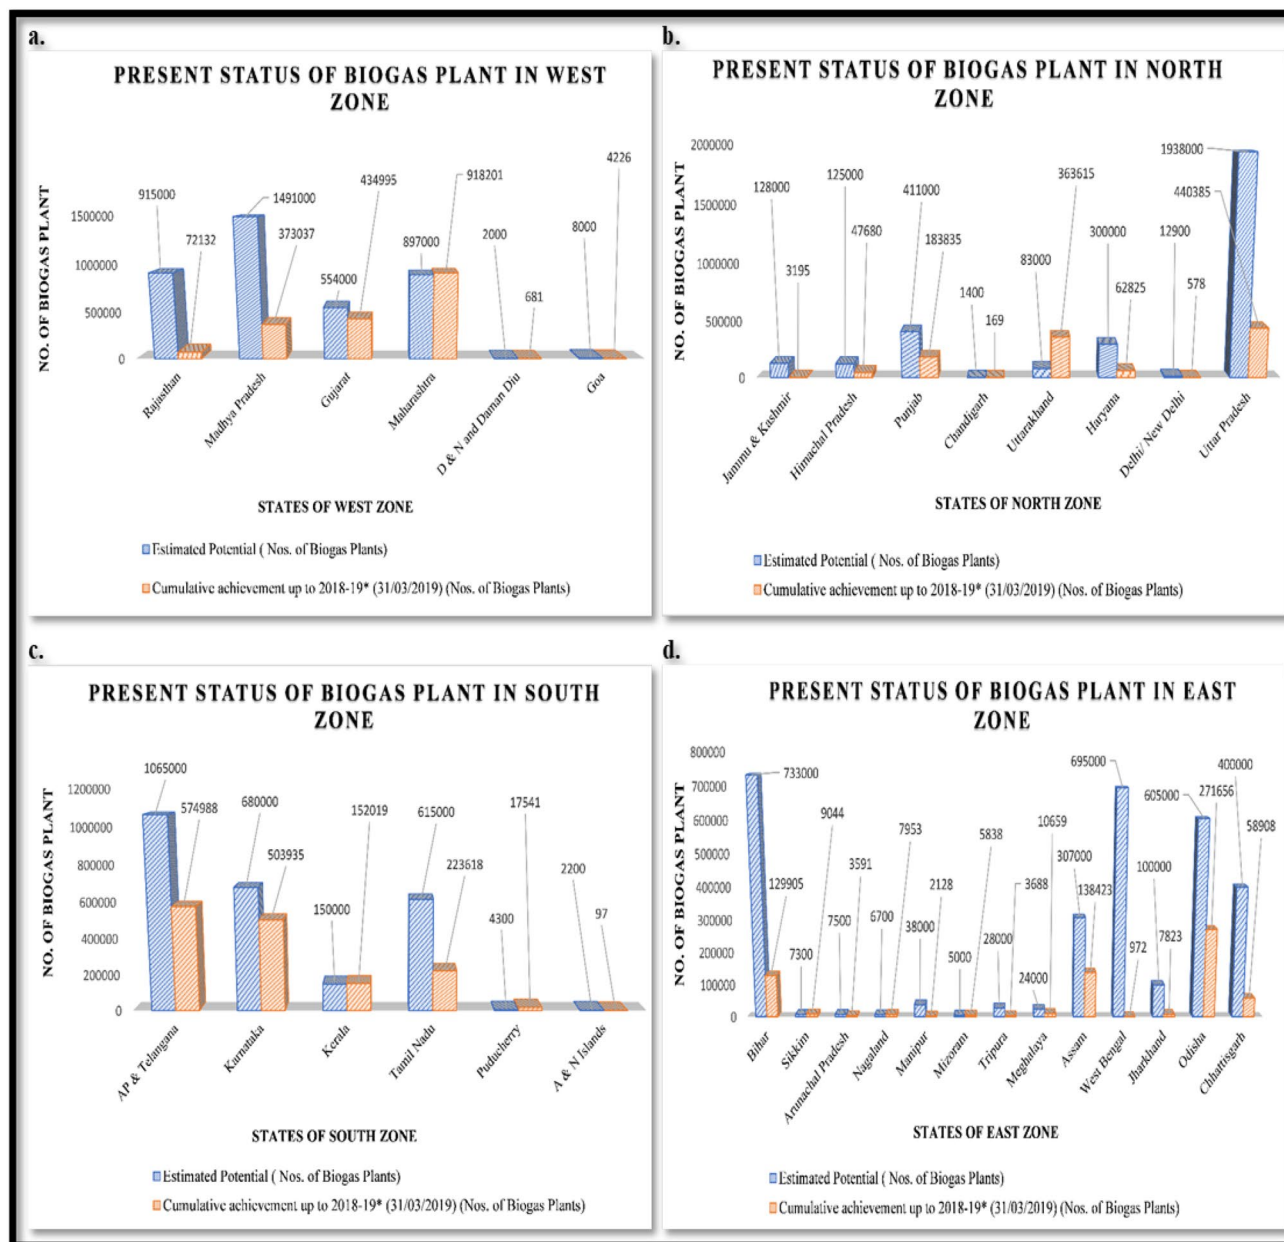 a.
PRESENT STATUS OF BIOGAS PLANT IN WEST
ZONE
NO. OF BIOGAS PLANT
1500000
1000000
500000
0
915000
72132
1491000
373037
554000
434995
897000
918201
2000
681
8000
4226
Rajasthan
Madhya Pradesh
Gujarat
Maharashtra
D & N and Daman Diu
Goa
STATES OF WEST ZONE
Estimated Potential ( Nos. of Biogas Plants)
Cumulative achievement up to 2018-19* (31/03/2019) (Nos. of Biogas Plants)
b.
PRESENT STATUS OF BIOGAS PLANT IN NORTH
ZONE
NO. OF BIOGAS PLANT
2000000
1500000
1000000
500000
0
128000
3195
125000
47680
411000
183835
1400
169
83000
363615
300000
62825
12900
578
1938000
440385
Jammu & Kashmir
Himachal Pradesh
Punjab
Chandigarh
Uttarakhand
Haryana
Delhi/ New Delhi
Uttar Pradesh
STATES OF NORTH ZONE
Estimated Potential ( Nos. of Biogas Plants)
Cumulative achievement up to 2018-19* (31/03/2019) (Nos. of Biogas Plants)
c.
PRESENT STATUS OF BIOGAS PLANT IN SOUTH
ZONE
NO. OF BIOGAS PLANT
1200000
1000000
800000
600000
400000
200000
0
1065000
574988
680000
503935
150000
152019
615000
223618
4300
17541
2200
97
AP & Telangana
Karnataka
Kerala
Tamil Nadu
Puducherry
A & N Islands
STATES OF SOUTH ZONE
Estimated Potential ( Nos. of Biogas Plants)
Cumulative achievement up to 2018-19* (31/03/2019) (Nos. of Biogas Plants)
d.
PRESENT STATUS OF BIOGAS PLANT IN EAST
ZONE
NO. OF BIOGAS PLANT
800000
700000
600000
500000
400000
300000
200000
100000
0
733000
129905
7300
9044
7500
3591
6700
7953
38000
2128
5000
5838
28000
3688
24000
10659
307000
138423
695000
972
100000
7823
605000
271656
400000
58908
Bihar
Sikkim
Arunachal Pradesh
Nagaland
Manipur
Mizoram
Tripura
Meghalaya
Assam
West Bengal
Jharkhand
Odisha
Chhattisgarh
STATES OF EAST ZONE
Estimated Potential ( Nos. of Biogas Plants)
Cumulative achievement up to 2018-19* (31/03/2019) (Nos. of Biogas Plants)